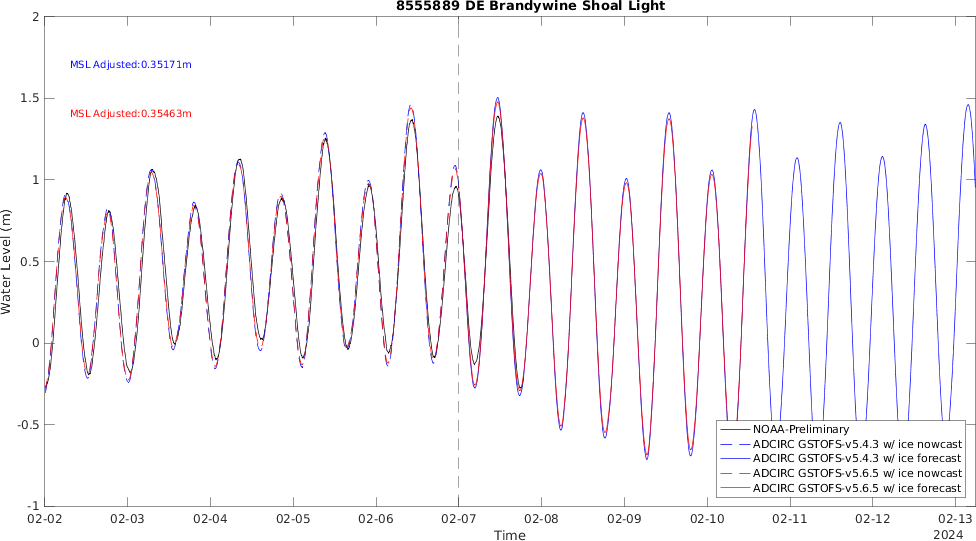 8555889 DE Brandywine Shoal Light
MSL Adjusted:0.35171m
MSL Adjusted:0.35463m
Water Level (m)
2
1.5
1
0.5
0
-0.5
-1
NOAA-Preliminary
ADCIRC GSTOFS-v5.4.3 w/ ice nowcast
ADCIRC GSTOFS-v5.4.3 w/ ice forecast
ADCIRC GSTOFS-v5.6.5 w/ ice nowcast
ADCIRC GSTOFS-v5.6.5 w/ ice forecast
02-02 02-03 02-04 02-05 02-06 02-07 02-08 02-09 02-10 02-11 02-12 02-13
Time
2024